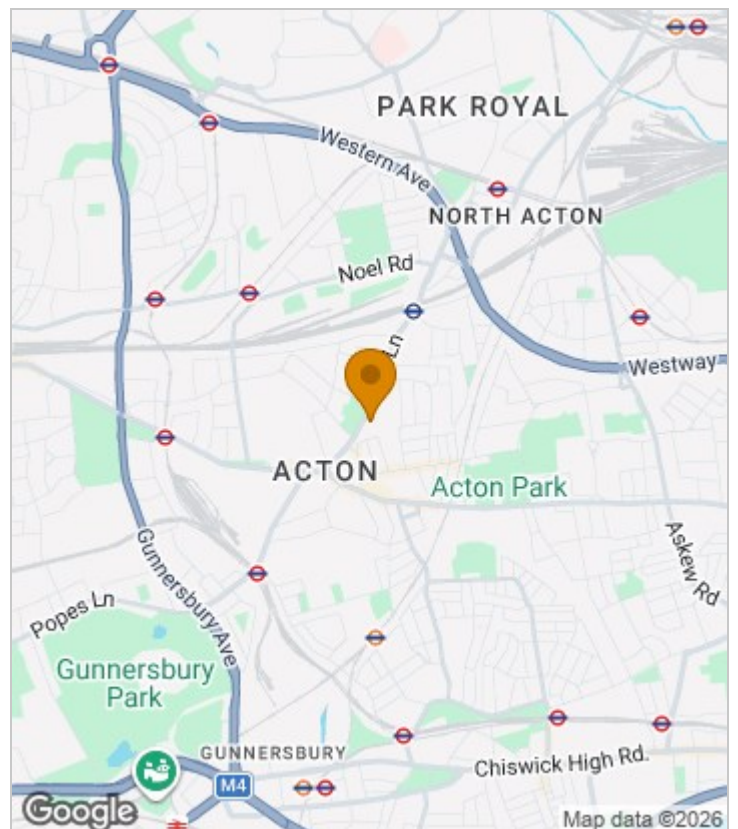 PARK ROYAL
Western Ave
NORTH ACTON
Noel Rd
Ln
Westway
ACTON
Acton Park
Askew Rd
Gunnersbury Ave
Popes Ln
Gunnersbury
Park
GUNNERSBURY
Chiswick High Rd.
M4
Google
Map data ©2026